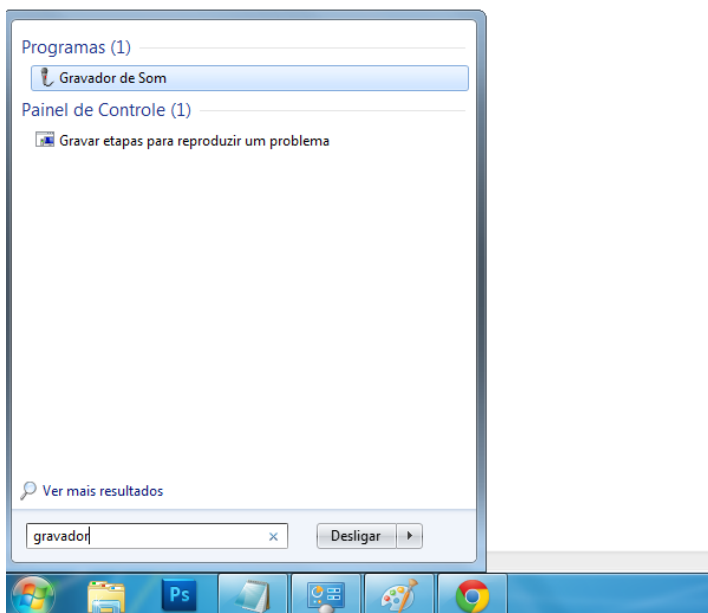 Programas (1)
Gravador de Som
Painel de Controle (1)
Gravar etapas para reproduzir um problema
Ver mais resultados
gravador
Desligar
Ps